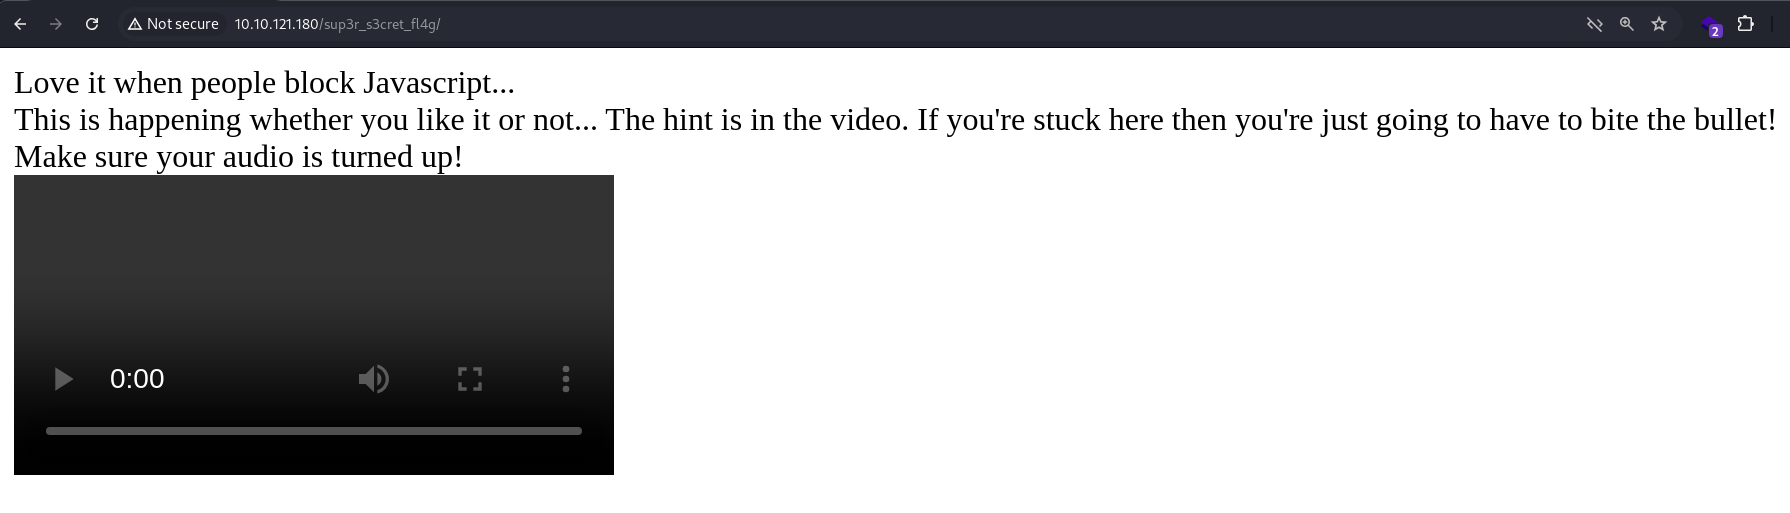 Not secure 10.10.121.180/sup3r_s3cret_fl4g/
2
Love it when people block Javascript...
This is happening whether you like it or not... The hint is in the video. If you're stuck here then you're just going to have to bite the bullet!
Make sure your audio is turned up!
0:00